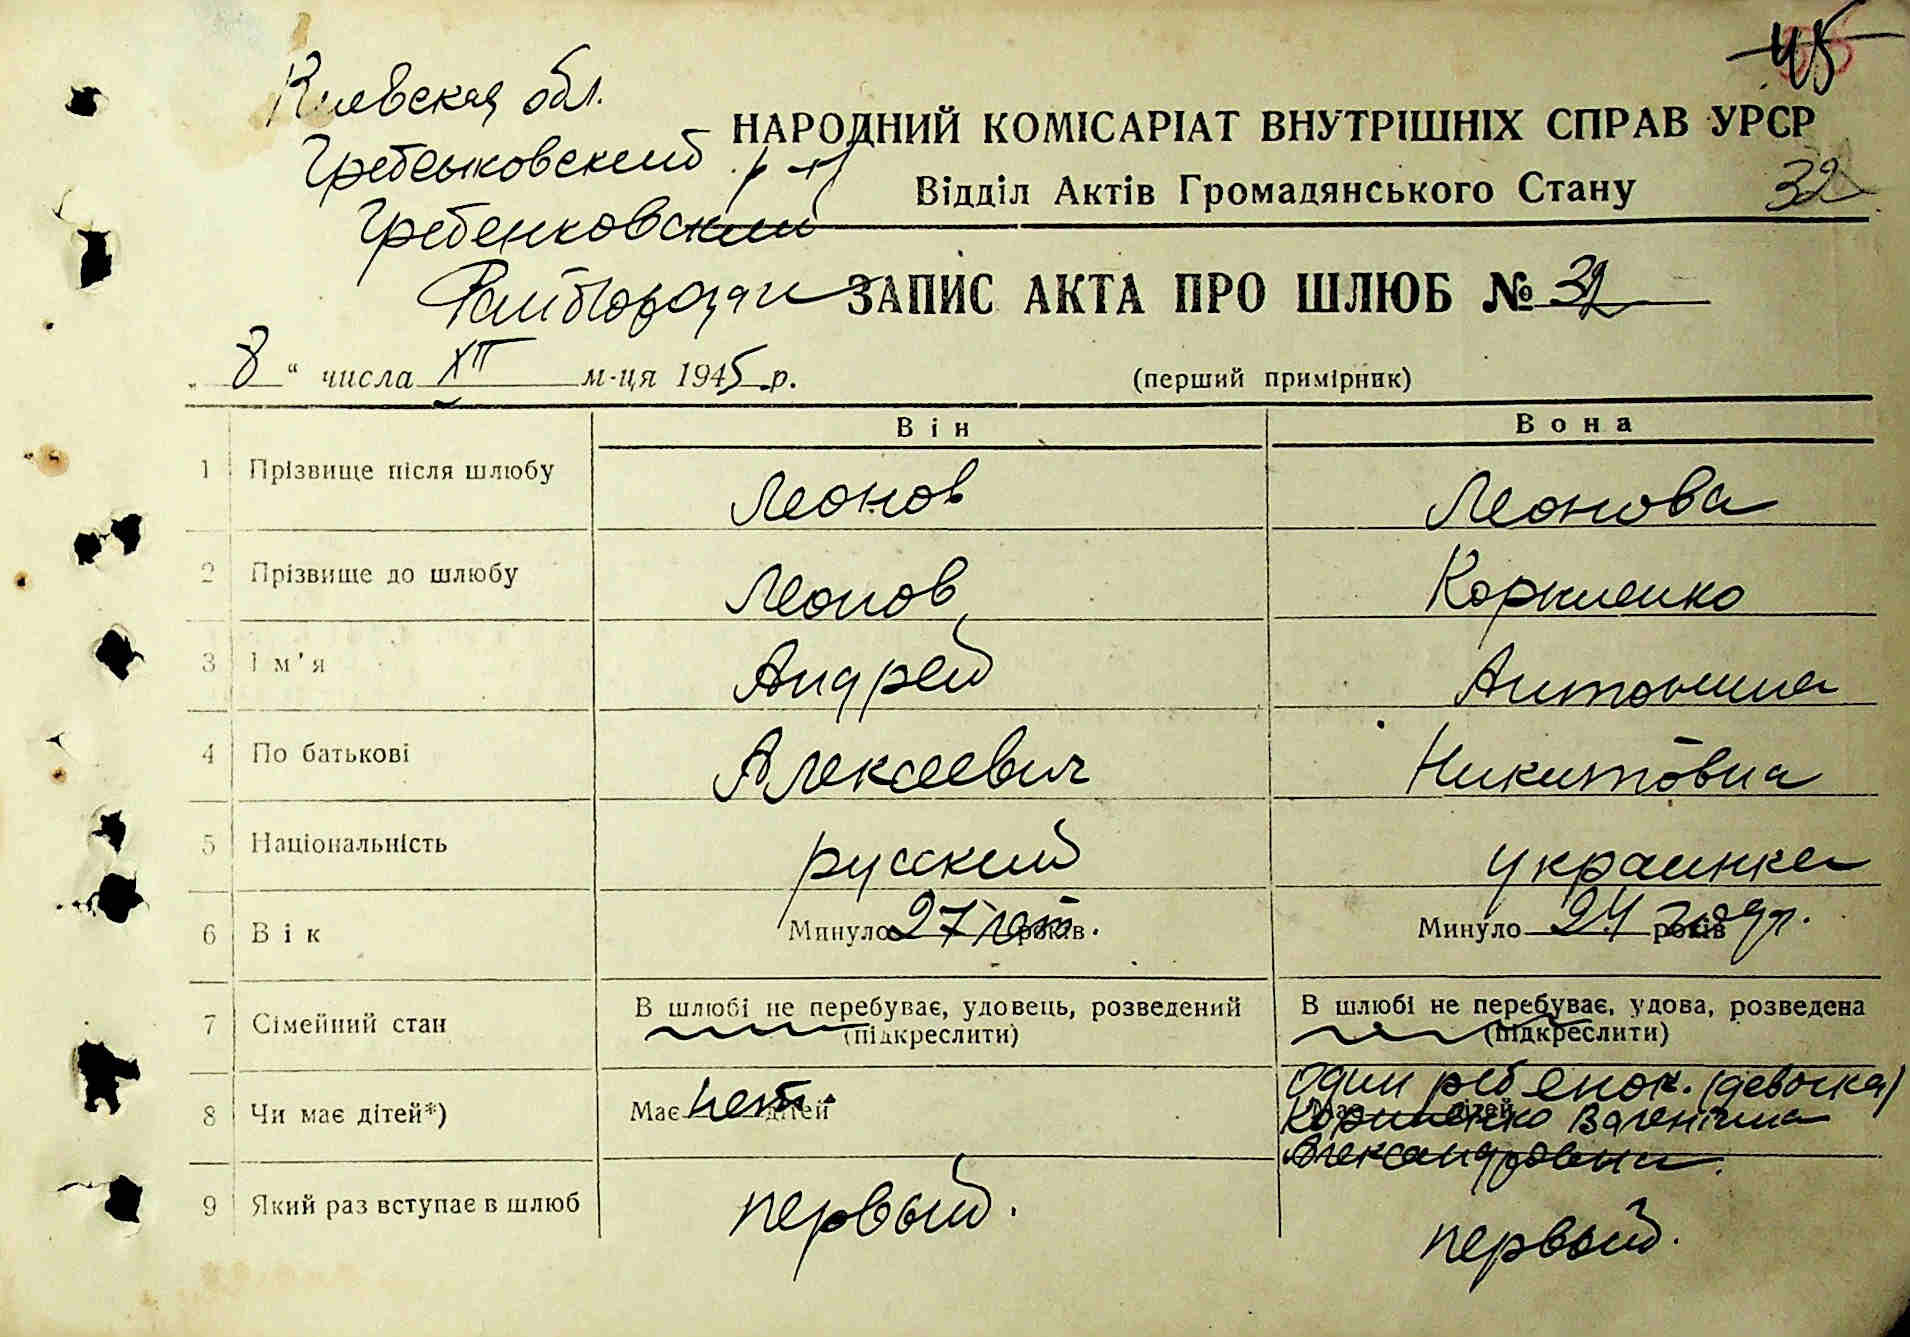 45
Киевская обл.
Гребенковский р-н
Гребенковский
НАРОДНИЙ КОМІСАРІАТ ВНУТРІШНІХ СПРАВ УРСР
Відділ Актів Громадянського Стану
32
ЗАПИС АКТА ПРО ШЛЮБ № 32
„ 8 “ числа XII м-ця 1945 р.
(перший примірник)
Він Вона
1 Прізвище після шлюбу Леонов Леонова
2 Прізвище до шлюбу Леонов Корниенко
3 Ім'я Андрей Антонина
4 По батькові Алексеевич Никитовна
5 Національність русский украинка
6 Вік Минуло 27 лет років. Минуло 24 года років
7 Сімейний стан В шлюбі не перебуває, удовець, розведений (підкреслити) В шлюбі не перебуває, удова, розведена (підкреслити)
8 Чи має дітей*) Має нет дітей Має дітей один ребенок (девочка)
Корниенко Валентина
Александровна.
9 Який раз вступає в шлюб первый. первый.